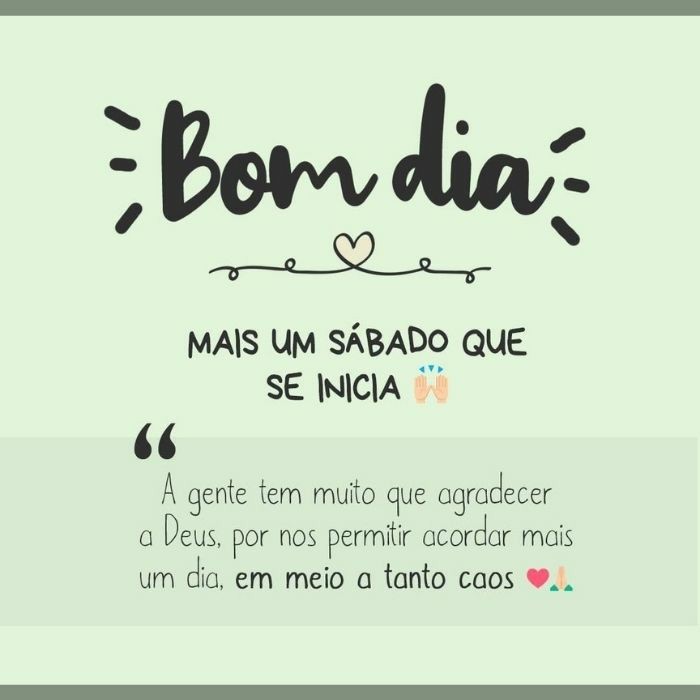 Bom dia
MAIS UM SÁBADO QUE
SE INICIA 🙌🏻
“
A gente tem muito que agradecer
a Deus, por nos permitir acordar mais
um dia, em meio a tanto caos ❤️🙏🏻